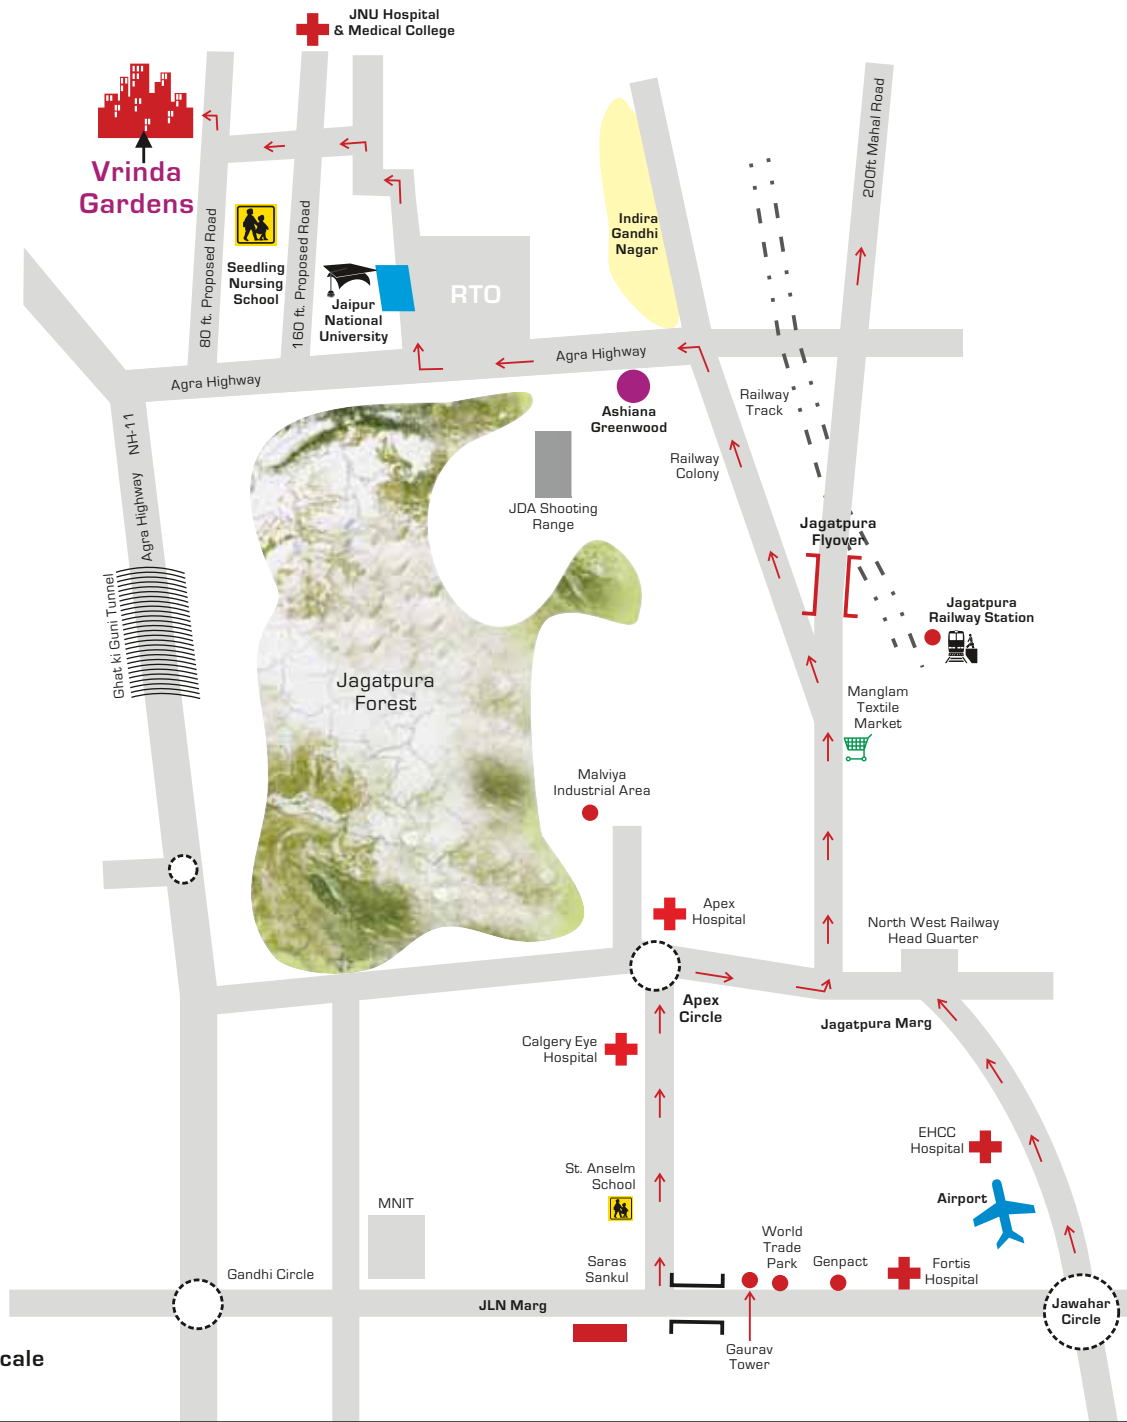 JNU Hospital
& Medical College
Vrinda
Gardens
200ft Mahal Road
Indira
Gandhi
Nagar
80 ft. Proposed Road
Seedling
Nursing
School
160 ft. Proposed Road
Jaipur
National
University
RTO
Agra Highway
Agra Highway
Ashiana
Greenwood
Railway
Track
Railway
Colony
Agra Highway NH-11
JDA Shooting
Range
Jagatpura
Flyover
Ghat ki Guni Tunnel
Jagatpura
Railway Station
Jagatpura
Forest
Manglam
Textile
Market
Malviya
Industrial Area
Apex
Hospital
North West Railway
Head Quarter
Apex
Circle
Jagatpura Marg
Calgery Eye
Hospital
EHCC
Hospital
St. Anselm
School
Airport
MNIT
World
Trade
Park
Saras
Sankul
Genpact
Fortis
Hospital
Gandhi Circle
JLN Marg
Jawahar
Circle
Gaurav
Tower
cale